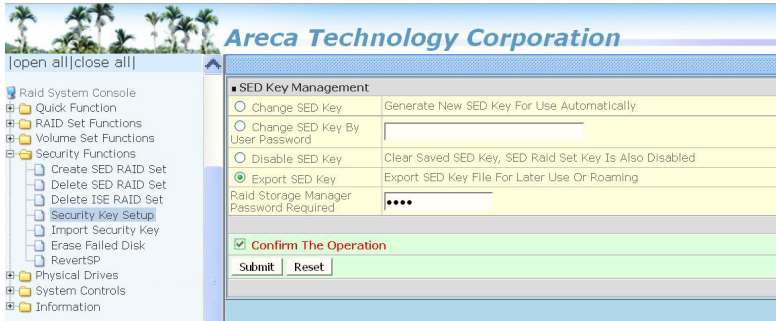 Areca Technology Corporation
|open all|close all|
Raid System Console
Quick Function
RAID Set Functions
Volume Set Functions
Security Functions
Create SED RAID Set
Delete SED RAID Set
Delete ISE RAID Set
Security Key Setup
Import Security Key
Erase Failed Disk
RevertSP
Physical Drives
System Controls
Information
SED Key Management
Change SED Key Generate New SED Key For Use Automatically
Change SED Key By
User Password
Disable SED Key Clear Saved SED Key, SED Raid Set Key Is Also Disabled
Export SED Key Export SED Key File For Later Use Or Roaming
Raid Storage Manager
Password Required ••••
Confirm The Operation
Submit Reset